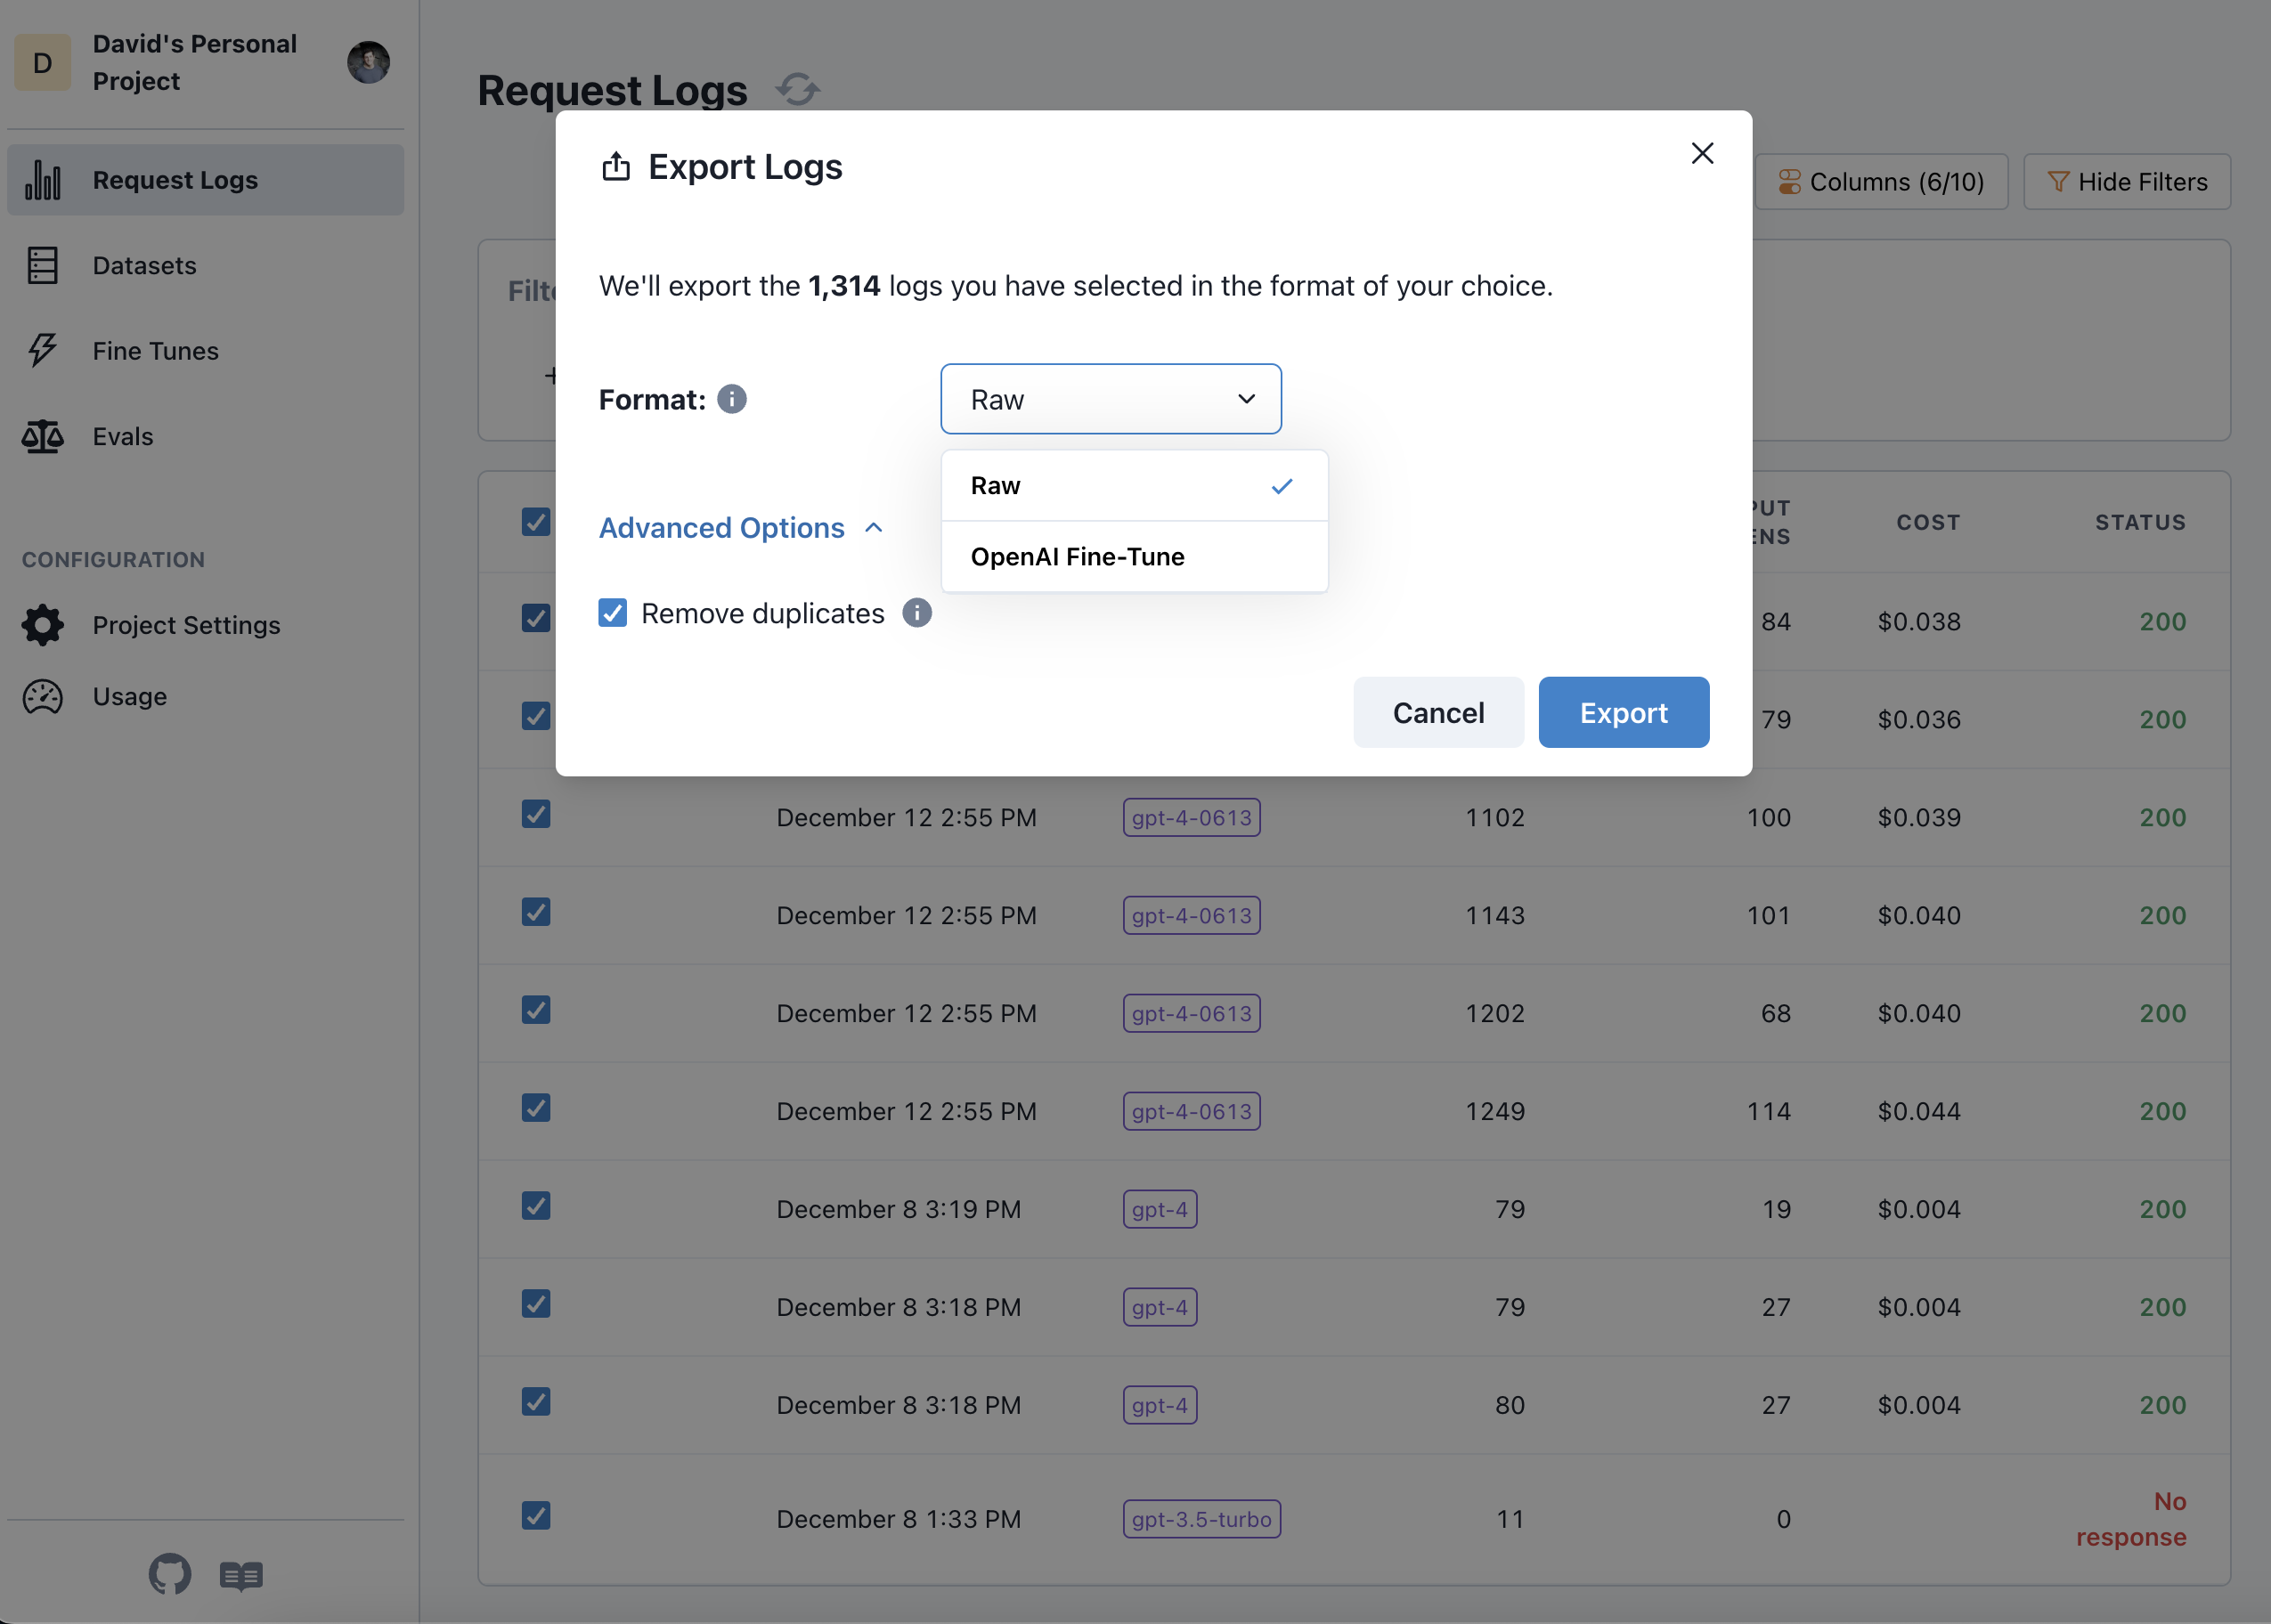 D
David's Personal
Project
Request Logs
Datasets
Fine Tunes
Evals
CONFIGURATION
Project Settings
Usage
Request Logs
Columns (6/10)
Hide Filters
Export Logs
We'll export the 1,314 logs you have selected in the format of your choice.
Format:
Raw
Raw
OpenAI Fine-Tune
Advanced Options
Remove duplicates
Cancel
Export
COST
STATUS
84 $0.038 200
79 $0.036 200
December 12 2:55 PM gpt-4-0613 1102 100 $0.039 200
December 12 2:55 PM gpt-4-0613 1143 101 $0.040 200
December 12 2:55 PM gpt-4-0613 1202 68 $0.040 200
December 12 2:55 PM gpt-4-0613 1249 114 $0.044 200
December 8 3:19 PM gpt-4 79 19 $0.004 200
December 8 3:18 PM gpt-4 79 27 $0.004 200
December 8 3:18 PM gpt-4 80 27 $0.004 200
December 8 1:33 PM gpt-3.5-turbo 11 0 No
response